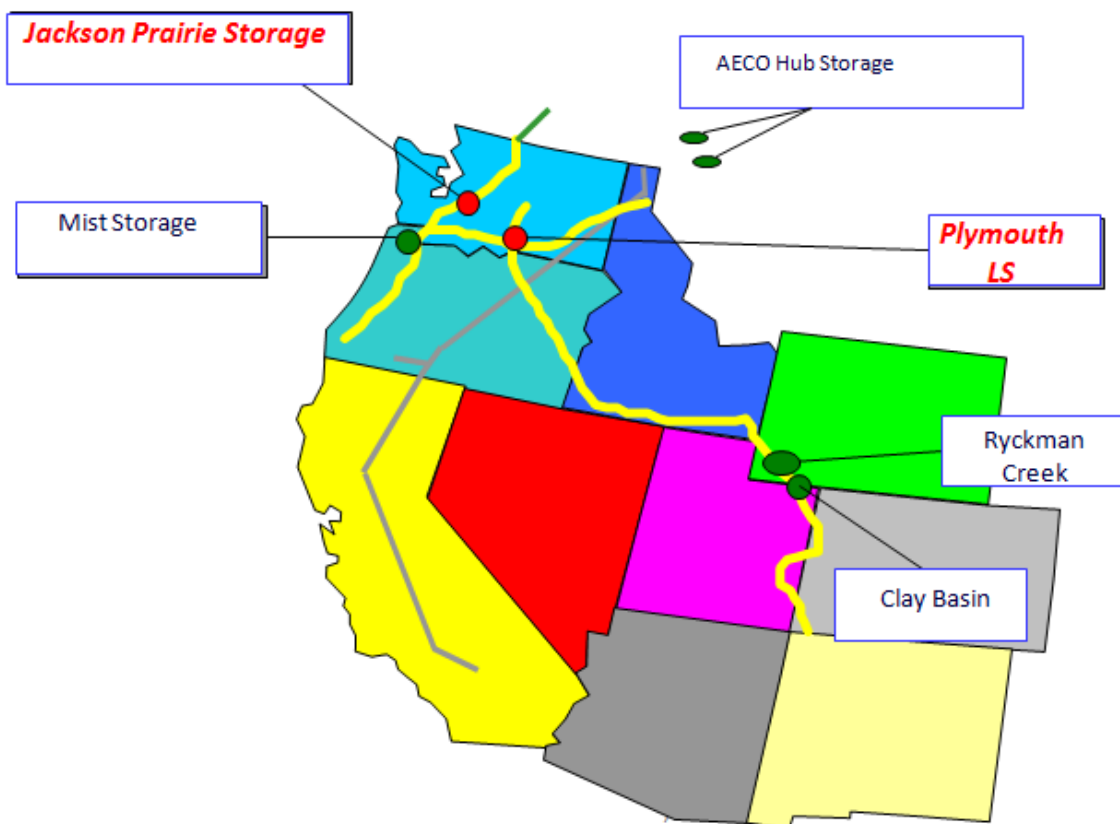 Jackson Prairie Storage
AECO Hub Storage
Mist Storage
Plymouth
LS
Ryckman
Creek
Clay Basin